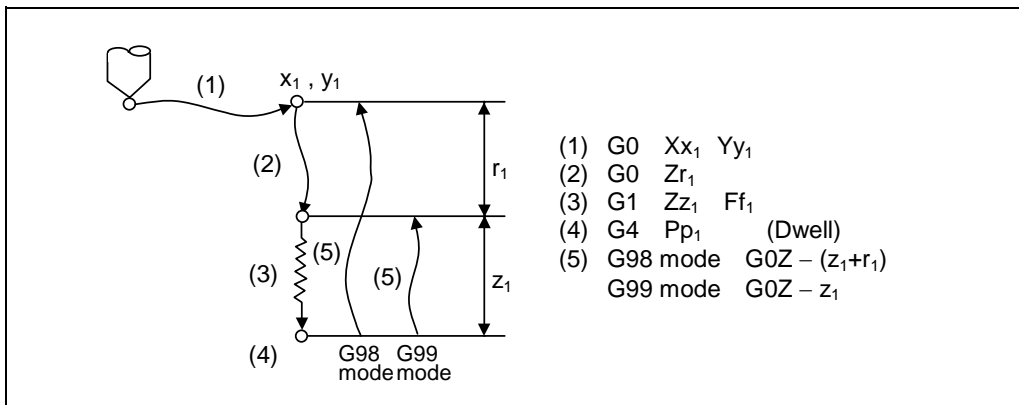 (1)
x₁ , y₁
(2)
r₁
(3)
(5)
(5)
z₁
(4)
G98 mode
G99 mode
(1) G0 Xx₁ Yy₁
(2) G0 Zr₁
(3) G1 Zz₁ Ff₁
(4) G4 Pp₁ (Dwell)
(5) G98 mode G0Z – (z₁+r₁)
G99 mode G0Z – z₁